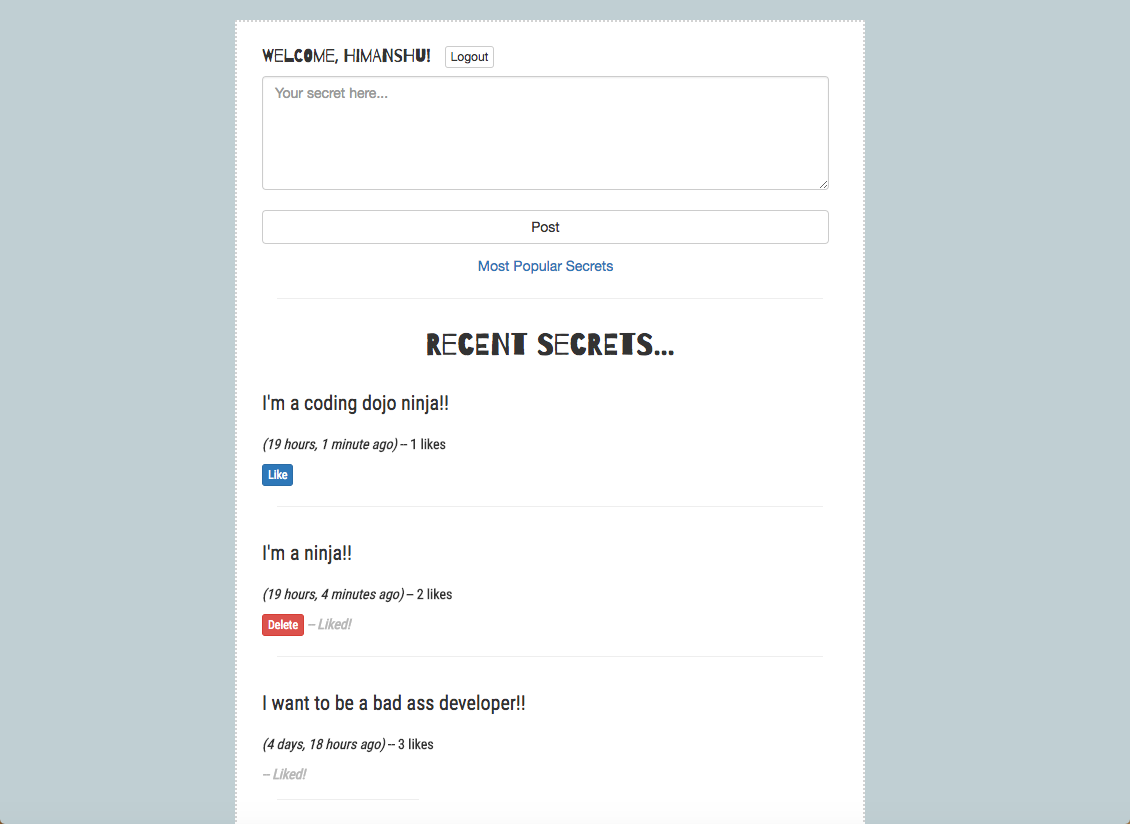 WELCOME, HIMANSHU! Logout
Your secret here...
Post
Most Popular Secrets
RECENT SECRETS...
I'm a coding dojo ninja!!
(19 hours, 1 minute ago) -- 1 likes
Like
I'm a ninja!!
(19 hours, 4 minutes ago) -- 2 likes
Delete -- Liked!
I want to be a bad ass developer!!
(4 days, 18 hours ago) -- 3 likes
-- Liked!